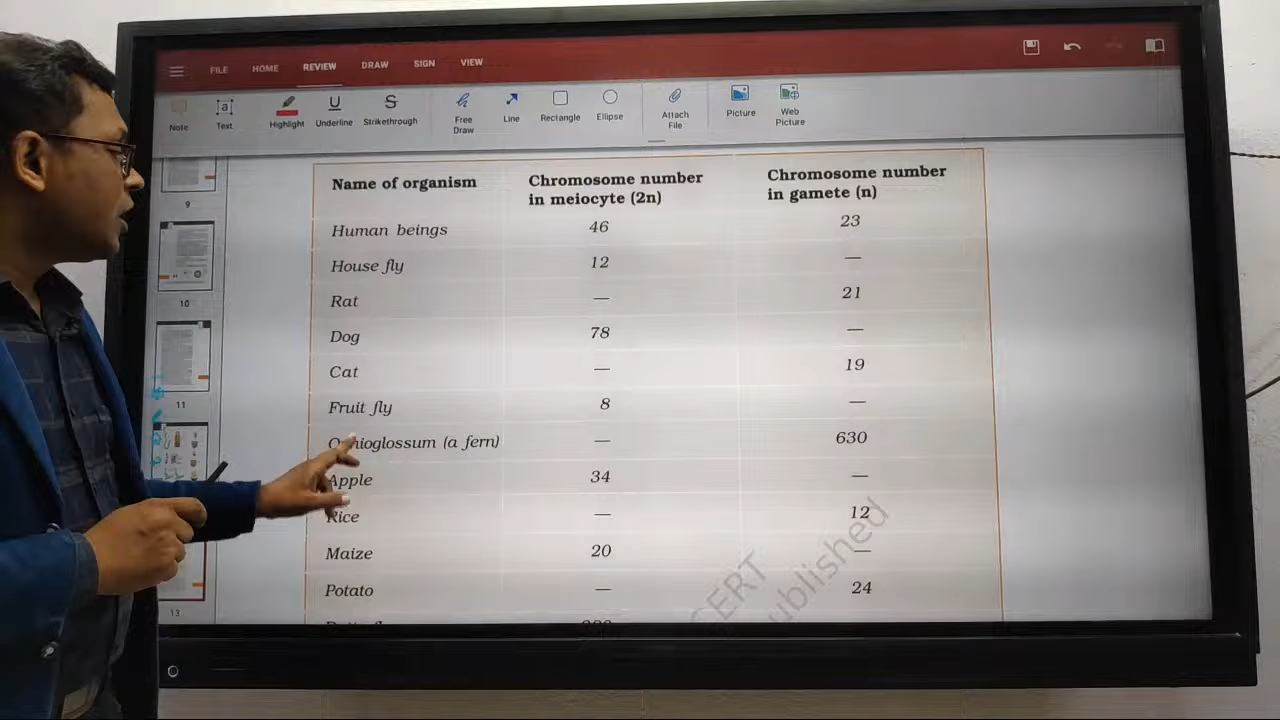 FILE HOME REVIEW DRAW SIGN VIEW
Note Text Highlight Underline Strikethrough Free Draw Line Rectangle Ellipse Attach File Picture Web Picture
9
10
11
13
Name of organism Chromosome number in meiocyte (2n) Chromosome number in gamete (n)
Human beings 46 23
House fly 12 —
Rat — 21
Dog 78 —
Cat — 19
Fruit fly 8 —
(a fern) — 630
Apple 34 —
Rice — 12
Maize 20 —
Potato — 24